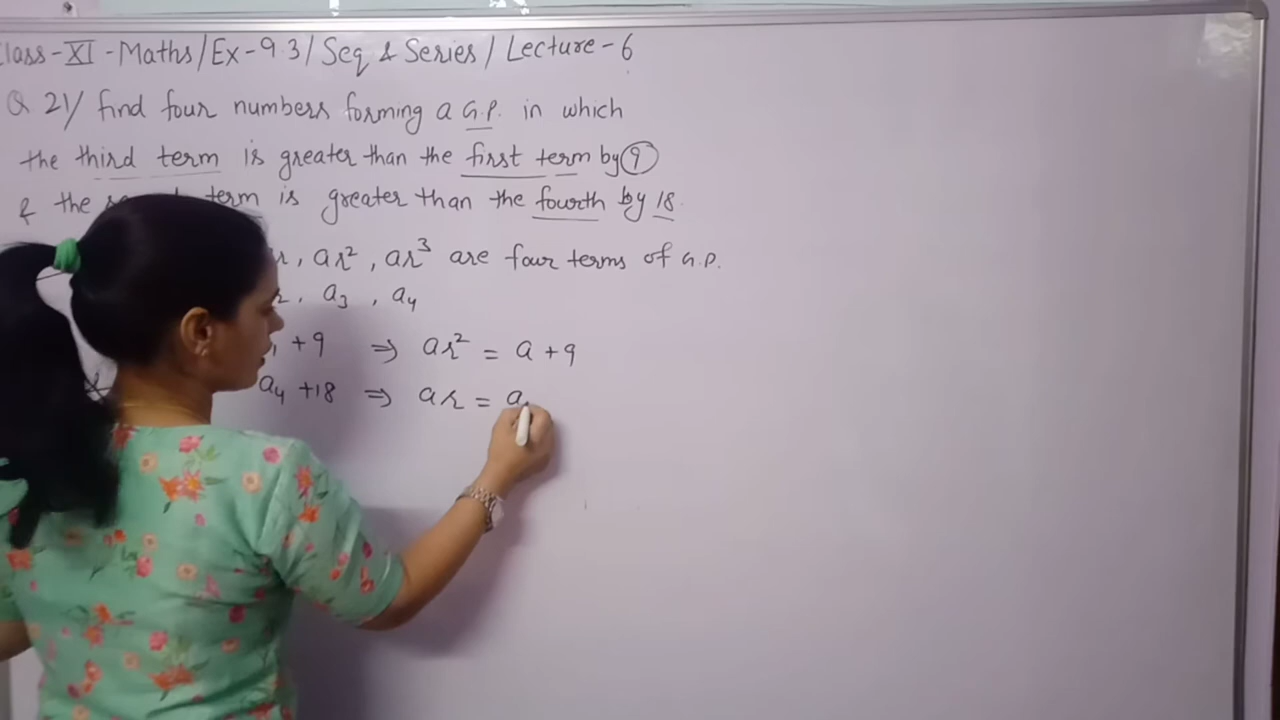 lass-XI-Maths/Ex-9.3/Seq & Series/Lecture-6
Q 21/ find four numbers forming a G.P. in which
the third term is greater than the first term by 9
& the term is greater than the fourth by 18.
, ar², ar³ are four terms of G.P.
, a₃ , a₄
+9 ⇒ ar² = a +9
a₄ +18 ⇒ ar = a